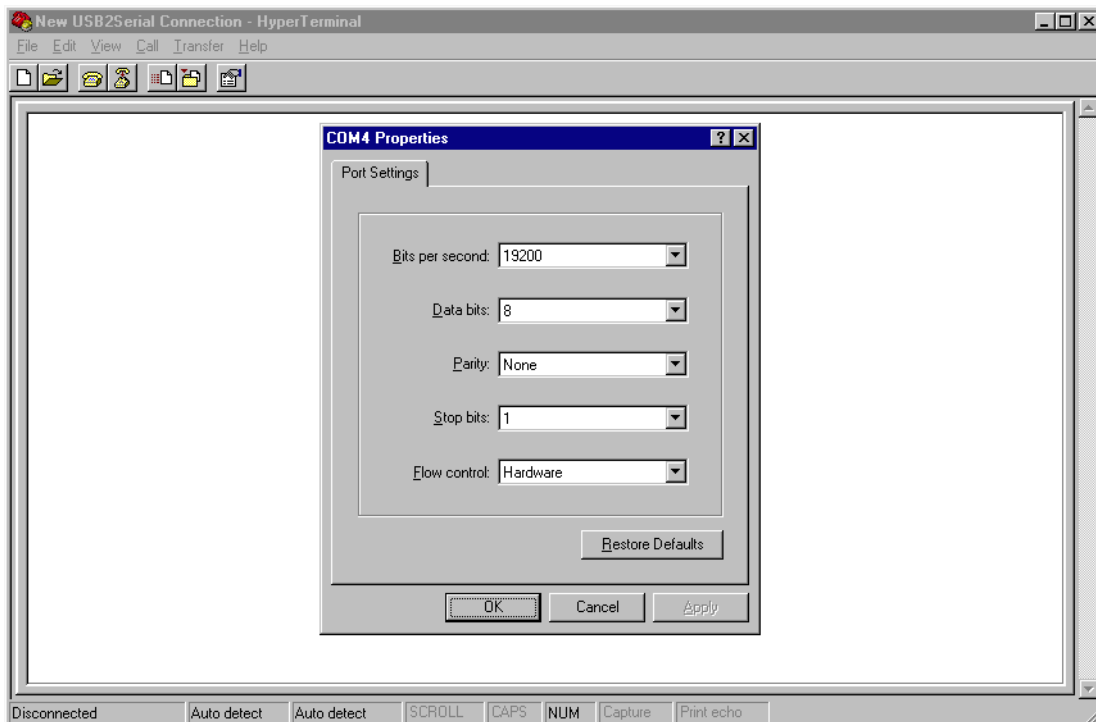 New USB2Serial Connection - HyperTerminal
File Edit View Call Transfer Help
COM4 Properties
Port Settings
Bits per second: 19200
Data bits: 8
Parity: None
Stop bits: 1
Flow control: Hardware
Restore Defaults
OK Cancel Apply
Disconnected Auto detect Auto detect SCROLL CAPS NUM Capture Print echo